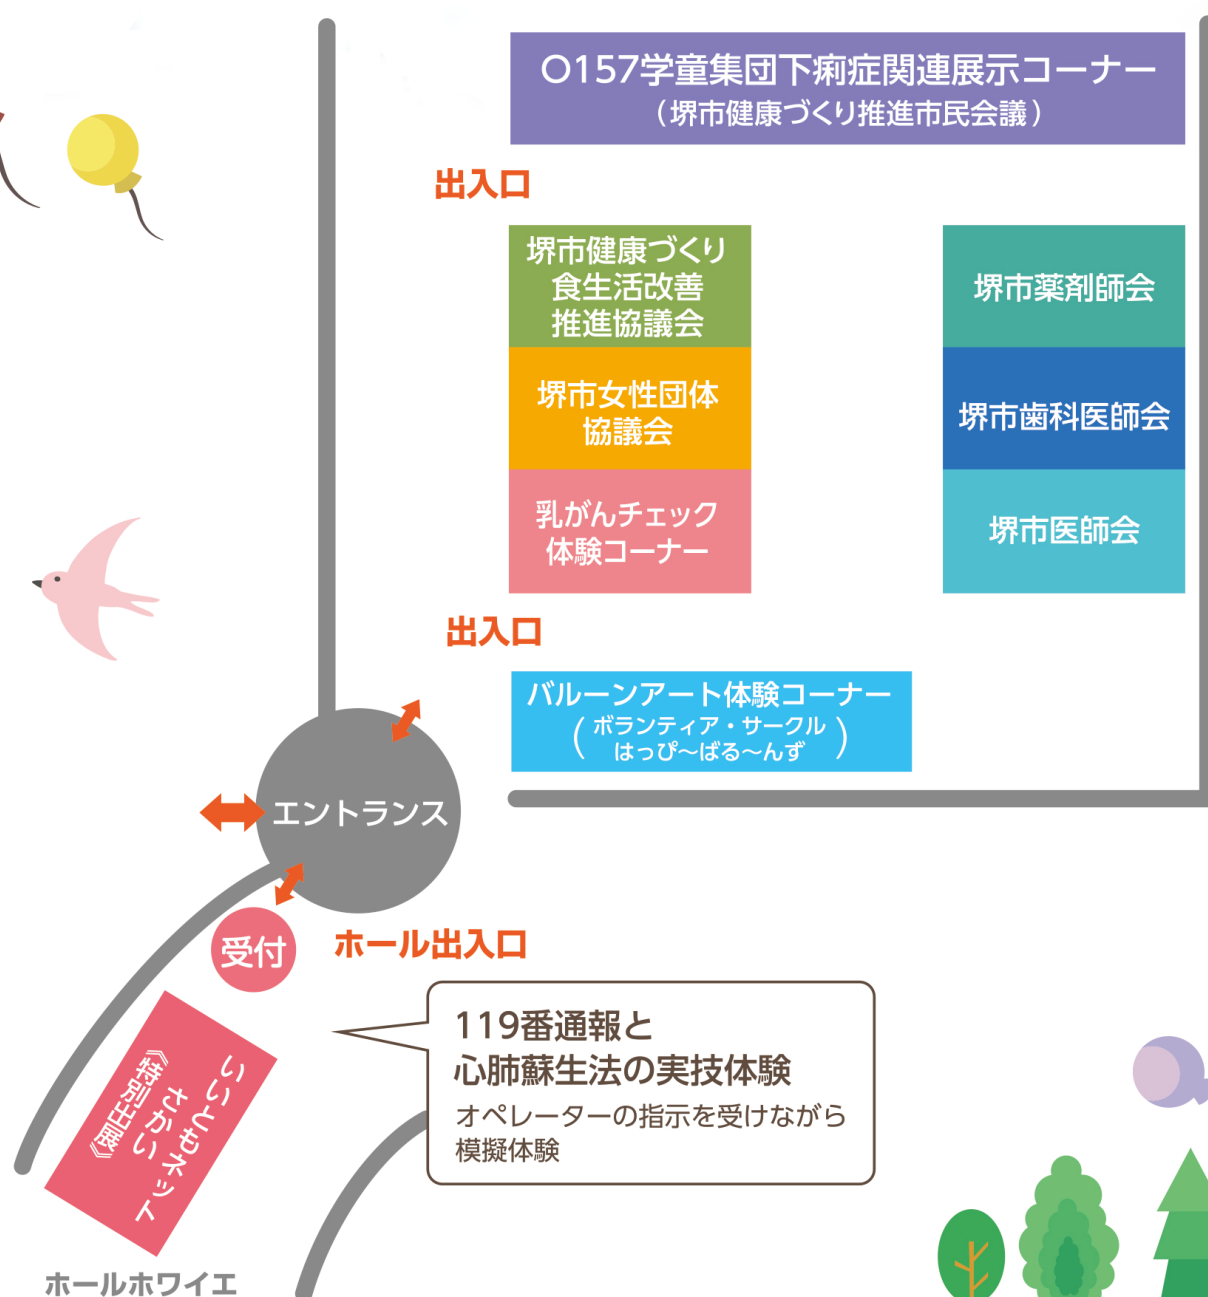 O157学童集団下痢症関連展示コーナー
（堺市健康づくり推進市民会議）
出入口
堺市健康づくり
食生活改善
推進協議会
堺市薬剤師会
堺市女性団体
協議会
堺市歯科医師会
乳がんチェック
体験コーナー
堺市医師会
出入口
バルーンアート体験コーナー
（ボランティア・サークル
はっぴ〜ばる〜んず）
エントランス
受付
ホール出入口
119番通報と
心肺蘇生法の実技体験
オペレーターの指示を受けながら
模擬体験
いいともネット
さかい
《特別出展》
ホールホワイエ